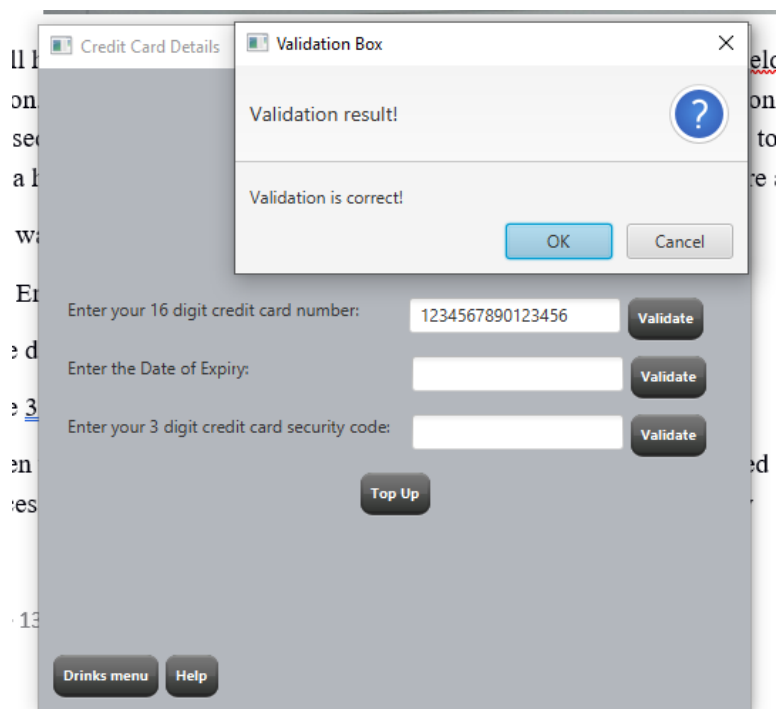 Credit Card Details
Validation Box
Validation result!
Validation is correct!
OK Cancel
Enter your 16 digit credit card number: 1234567890123456 Validate
Enter the Date of Expiry: Validate
Enter your 3 digit credit card security code: Validate
Top Up
Drinks menu Help